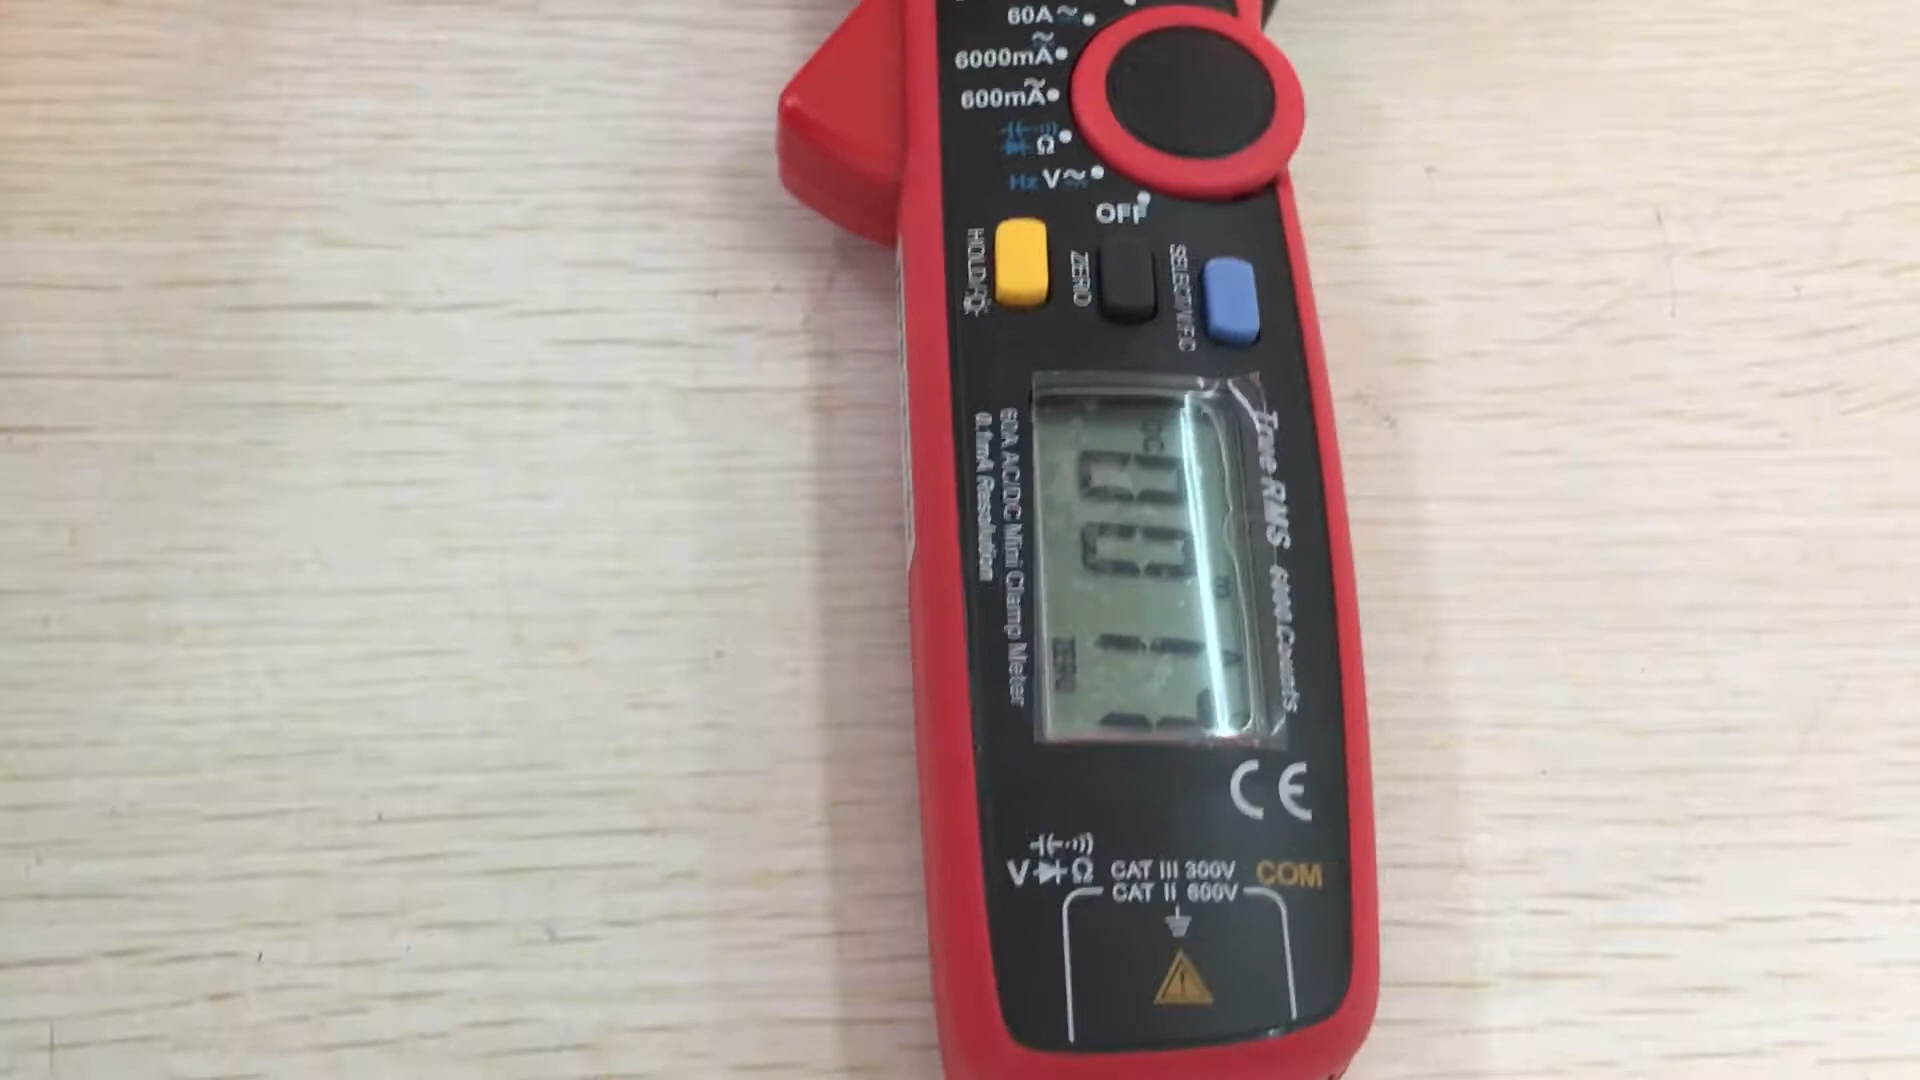 60A
6000mA
600mA
Ω
Hz V
OFF
HOLD
ZERO
SELECT/VFC
60A AC/DC Mini Clamp Meter
0.1mA Resolution
True RMS 6000 Counts
DC
m
A
ZERO
CE
V Ω CAT III 300V COM
CAT II 600V